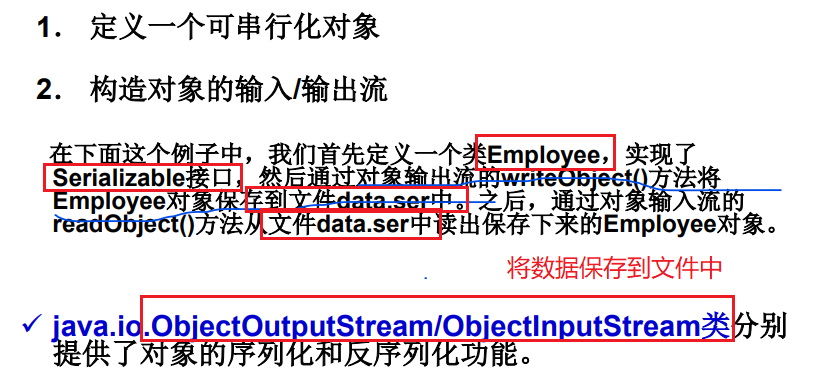 1. 定义一个可串行化对象
2. 构造对象的输入/输出流
在下面这个例子中，我们首先定义一个类Employee，实现了
Serializable接口，然后通过对象输出流的writeObject()方法将
Employee对象保存到文件data.ser中。之后，通过对象输入流的
readObject()方法从文件data.ser中读出保存下来的Employee对象。
将数据保存到文件中
✓ java.io.ObjectOutputStream/ObjectInputStream类分别
提供了对象的序列化和反序列化功能。